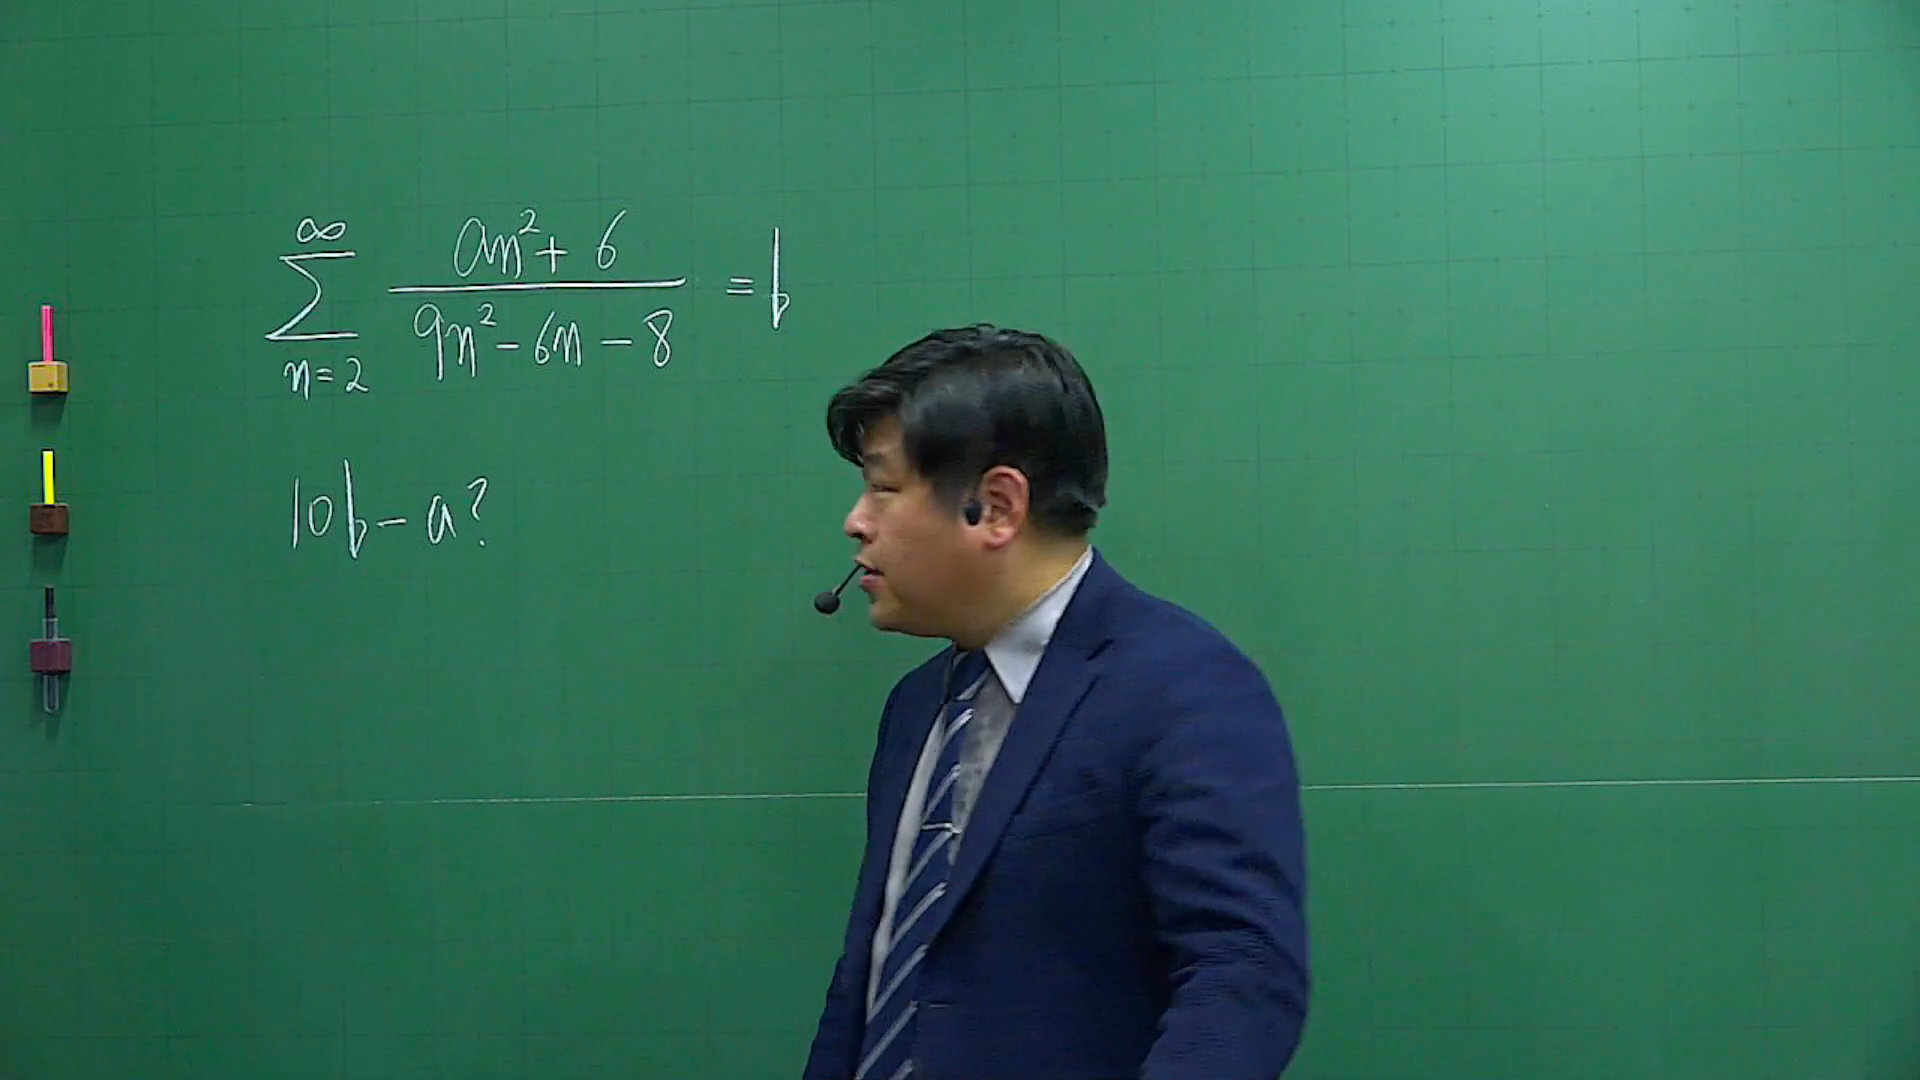 ∞
Σ (an²+6)/(9n²-6n-8) = b
n=2
10b-a?